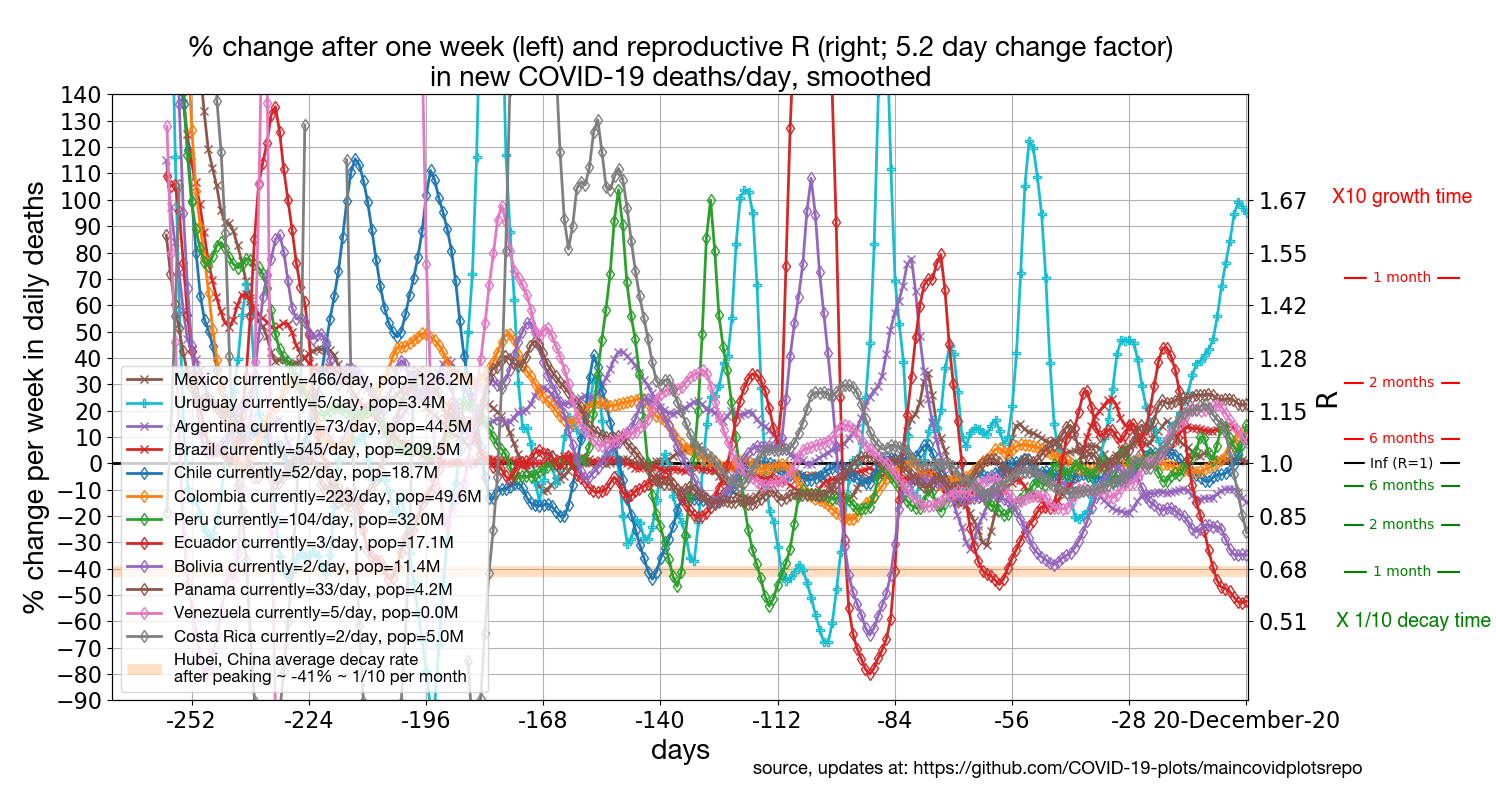 % change after one week (left) and reproductive R (right; 5.2 day change factor)
in new COVID-19 deaths/day, smoothed
% change per week in daily deaths
140
130
120
110
100
90
80
70
60
50
40
30
20
10
0
−10
−20
−30
−40
−50
−60
−70
−80
−90
Mexico currently=466/day, pop=126.2M
Uruguay currently=5/day, pop=3.4M
Argentina currently=73/day, pop=44.5M
Brazil currently=545/day, pop=209.5M
Chile currently=52/day, pop=18.7M
Colombia currently=223/day, pop=49.6M
Peru currently=104/day, pop=32.0M
Ecuador currently=3/day, pop=17.1M
Bolivia currently=2/day, pop=11.4M
Panama currently=33/day, pop=4.2M
Venezuela currently=5/day, pop=0.0M
Costa Rica currently=2/day, pop=5.0M
Hubei, China average decay rate
after peaking ~ -41% ~ 1/10 per month
-252
-224
-196
-168
-140
-112
-84
-56
-28
20-December-20
days
1.67
1.55
1.42
1.28
1.15
1.0
0.85
0.68
0.51
R
X10 growth time
1 month
2 months
6 months
Inf (R=1)
6 months
2 months
1 month
X 1/10 decay time
source, updates at: https://github.com/COVID-19-plots/maincovidplotsrepo